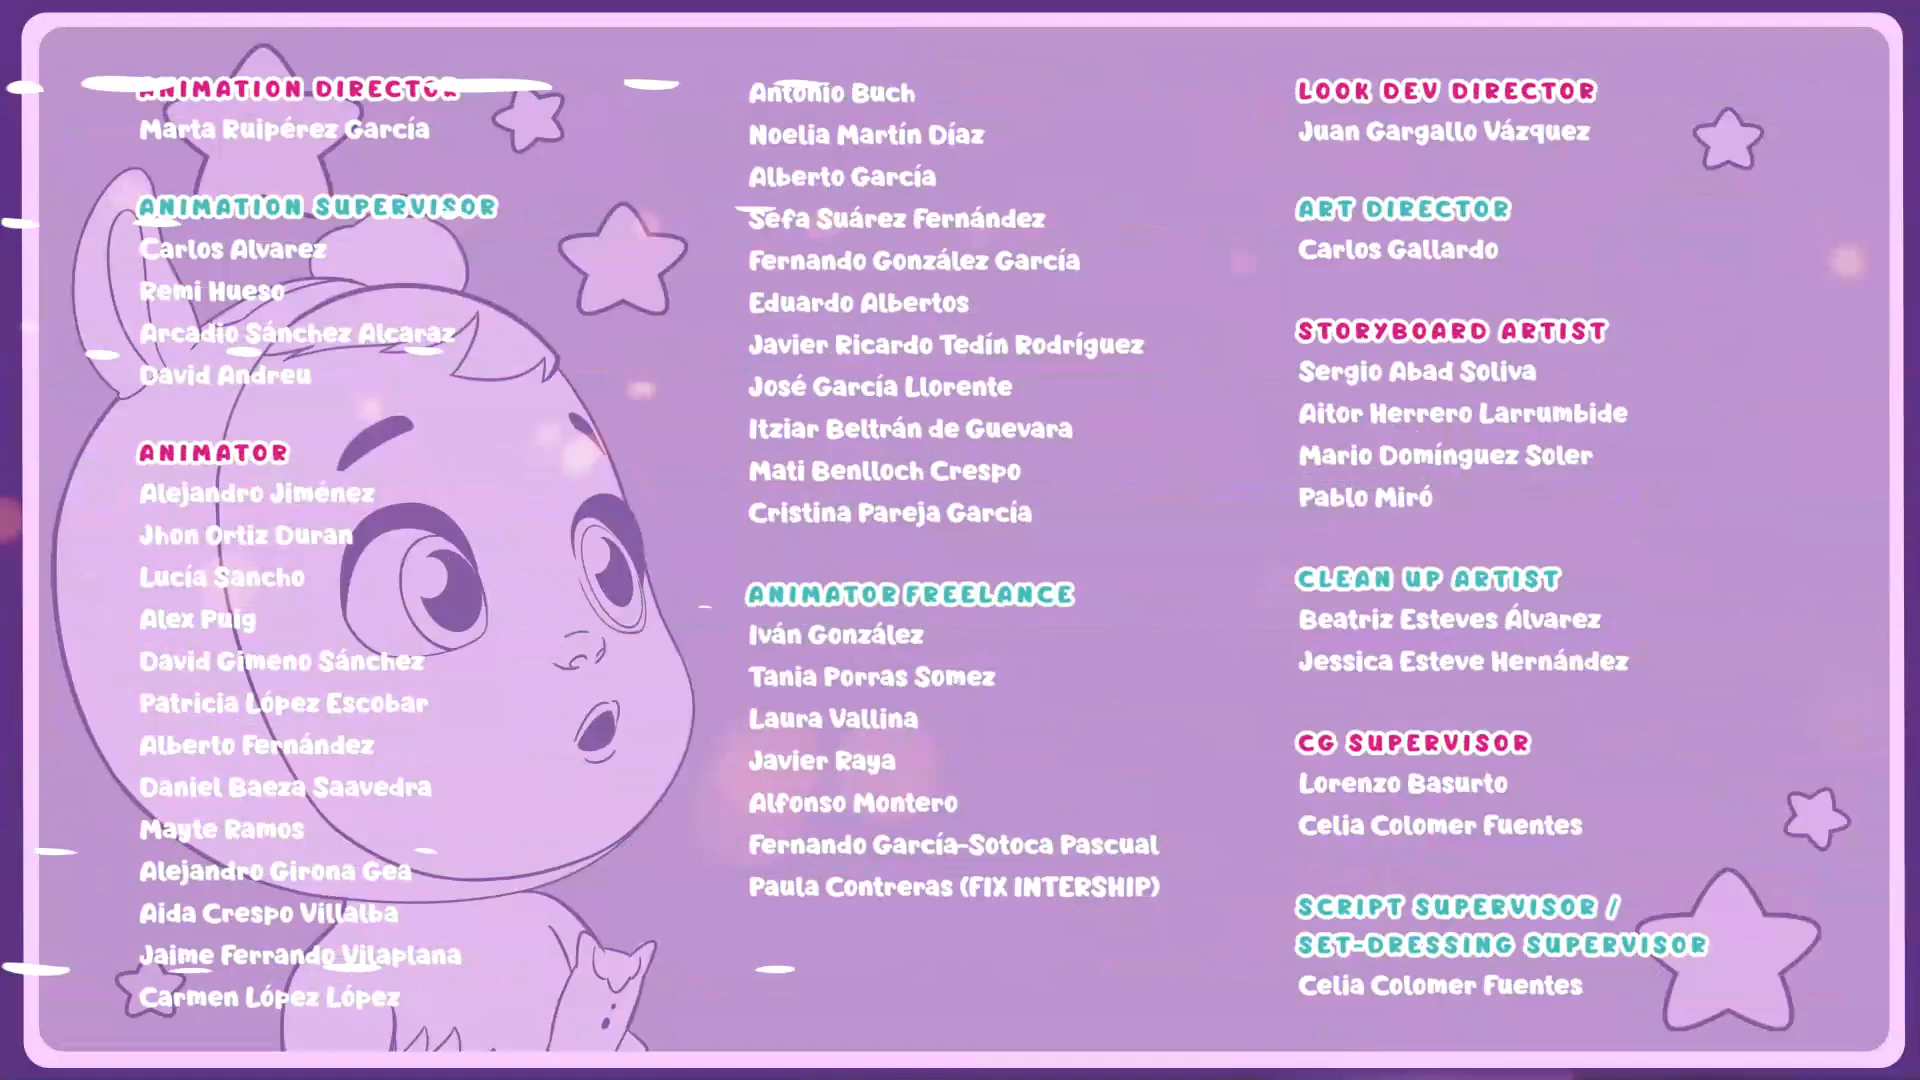 ANIMATION DIRECTOR
Marta Ruipérez García
ANIMATION SUPERVISOR
Carlos Alvarez
Remi Hueso
Arcadio Sánchez Alcaraz
David Andreu
ANIMATOR
Alejandro Jiménez
Jhon Ortiz Duran
Lucía Sancho
Alex Puig
David Gimeno Sánchez
Patricia López Escobar
Alberto Fernández
Daniel Baeza Saavedra
Mayte Ramos
Alejandro Girona Gea
Aida Crespo Villalba
Jaime Ferrando Vilaplana
Carmen López López
Antonio Buch
Noelia Martín Díaz
Alberto García
Sefa Suárez Fernández
Fernando González García
Eduardo Albertos
Javier Ricardo Tedín Rodríguez
José García Llorente
Itziar Beltrán de Guevara
Mati Benlloch Crespo
Cristina Pareja García
ANIMATOR FREELANCE
Iván González
Tania Porras Somez
Laura Vallina
Javier Raya
Alfonso Montero
Fernando García-Sotoca Pascual
Paula Contreras (FIX INTERSHIP)
LOOK DEV DIRECTOR
Juan Gargallo Vázquez
ART DIRECTOR
Carlos Gallardo
STORYBOARD ARTIST
Sergio Abad Soliva
Aitor Herrero Larrumbide
Mario Domínguez Soler
Pablo Miró
CLEAN UP ARTIST
Beatriz Esteves Álvarez
Jessica Esteve Hernández
CG SUPERVISOR
Lorenzo Basurto
Celia Colomer Fuentes
SCRIPT SUPERVISOR /
SET-DRESSING SUPERVISOR
Celia Colomer Fuentes